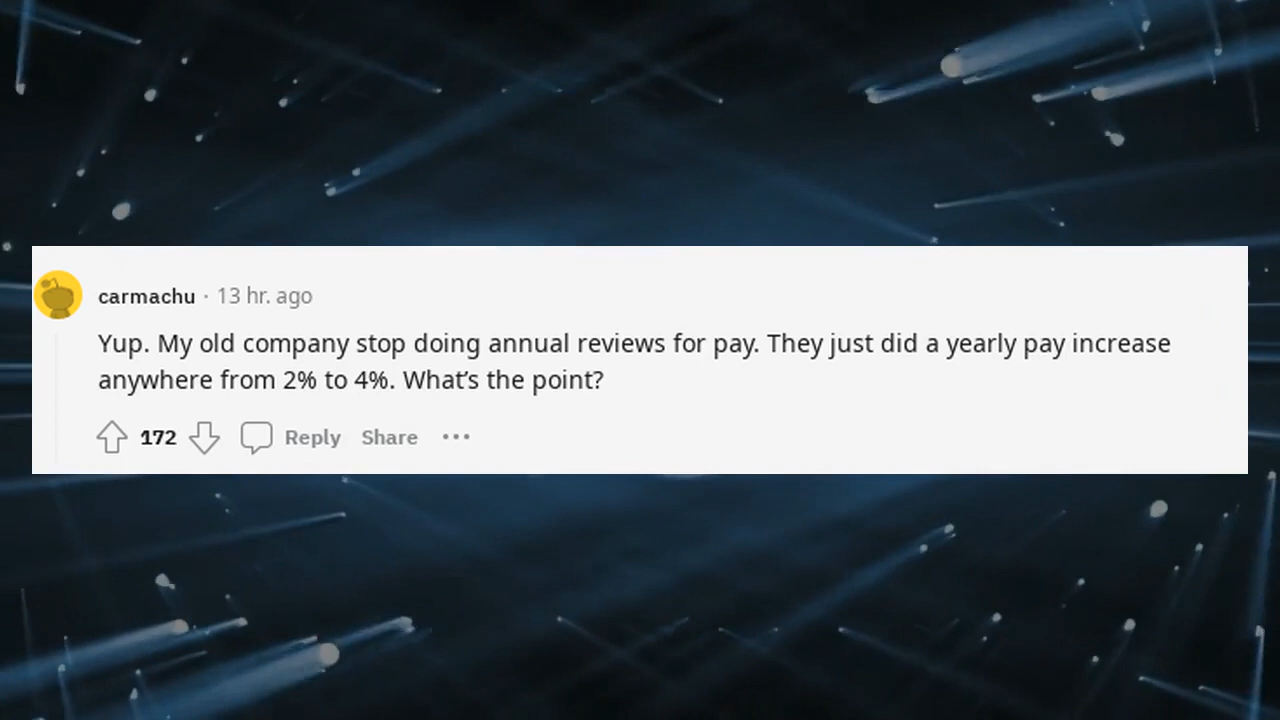 carmachu · 13 hr. ago
Yup. My old company stop doing annual reviews for pay. They just did a yearly pay increase
anywhere from 2% to 4%. What’s the point?
172 Reply Share ···